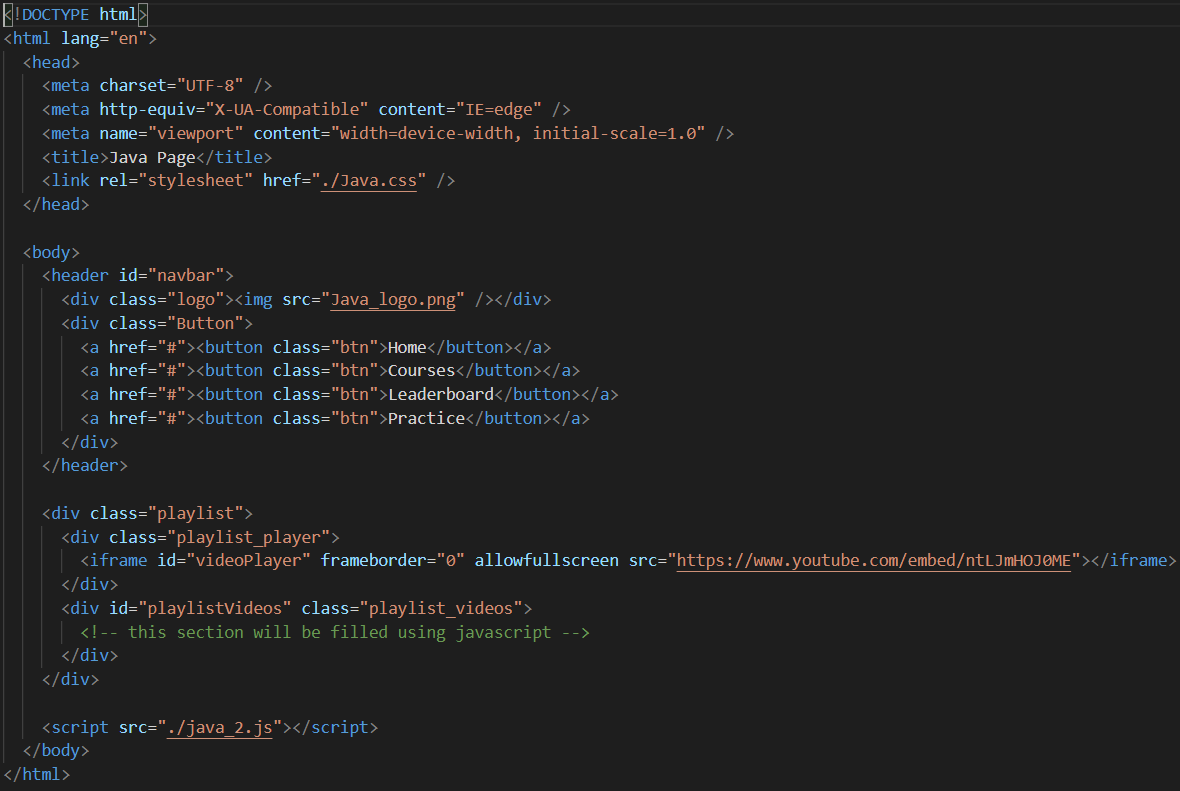 <!DOCTYPE html>
<html lang="en">
  <head>
    <meta charset="UTF-8" />
    <meta http-equiv="X-UA-Compatible" content="IE=edge" />
    <meta name="viewport" content="width=device-width, initial-scale=1.0" />
    <title>Java Page</title>
    <link rel="stylesheet" href="./Java.css" />
  </head>

  <body>
    <header id="navbar">
      <div class="logo"><img src="Java_logo.png" /></div>
      <div class="Button">
        <a href="#"><button class="btn">Home</button></a>
        <a href="#"><button class="btn">Courses</button></a>
        <a href="#"><button class="btn">Leaderboard</button></a>
        <a href="#"><button class="btn">Practice</button></a>
      </div>
    </header>

    <div class="playlist">
      <div class="playlist_player">
        <iframe id="videoPlayer" frameborder="0" allowfullscreen src="https://www.youtube.com/embed/ntLJmHOJ0ME"></iframe>
      </div>
      <div id="playlistVideos" class="playlist_videos">
        <!-- this section will be filled using javascript -->
      </div>
    </div>

    <script src="./java_2.js"></script>
  </body>
</html>